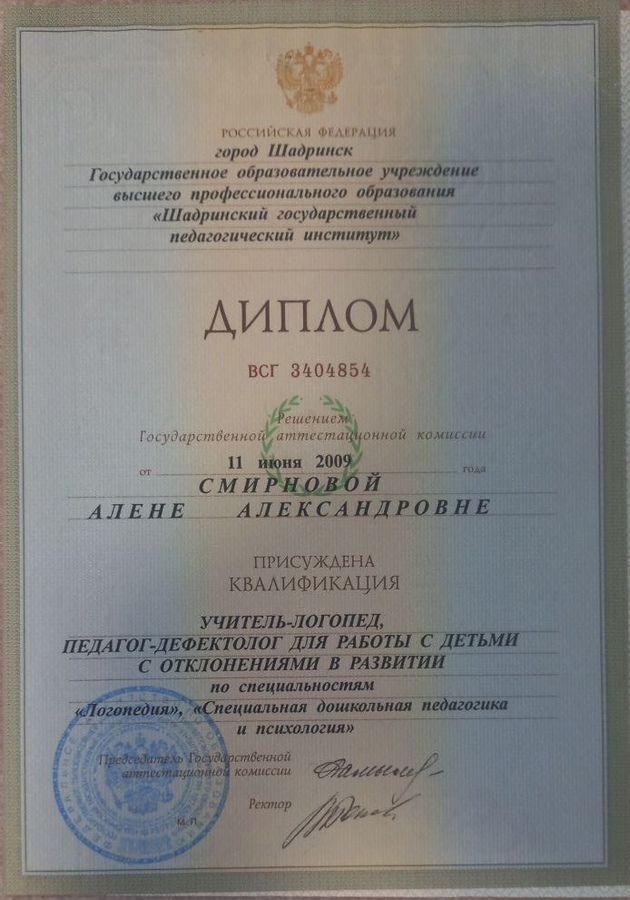 РОССИЙСКАЯ ФЕДЕРАЦИЯ
город Шадринск
Государственное образовательное учреждение
высшего профессионального образования
«Шадринский государственный
педагогический институт»
ДИПЛОМ
ВСГ 3404854
Решением
Государственной аттестационной комиссии
от 11 июня 2009 года
СМИРНОВОЙ
АЛЕНЕ АЛЕКСАНДРОВНЕ
ПРИСУЖДЕНА
КВАЛИФИКАЦИЯ
УЧИТЕЛЬ-ЛОГОПЕД,
ПЕДАГОГ-ДЕФЕКТОЛОГ ДЛЯ РАБОТЫ С ДЕТЬМИ
С ОТКЛОНЕНИЯМИ В РАЗВИТИИ
по специальностям
«Логопедия», «Специальная дошкольная педагогика
и психология»
Председатель Государственной
аттестационной комиссии
Ректор
М.П.